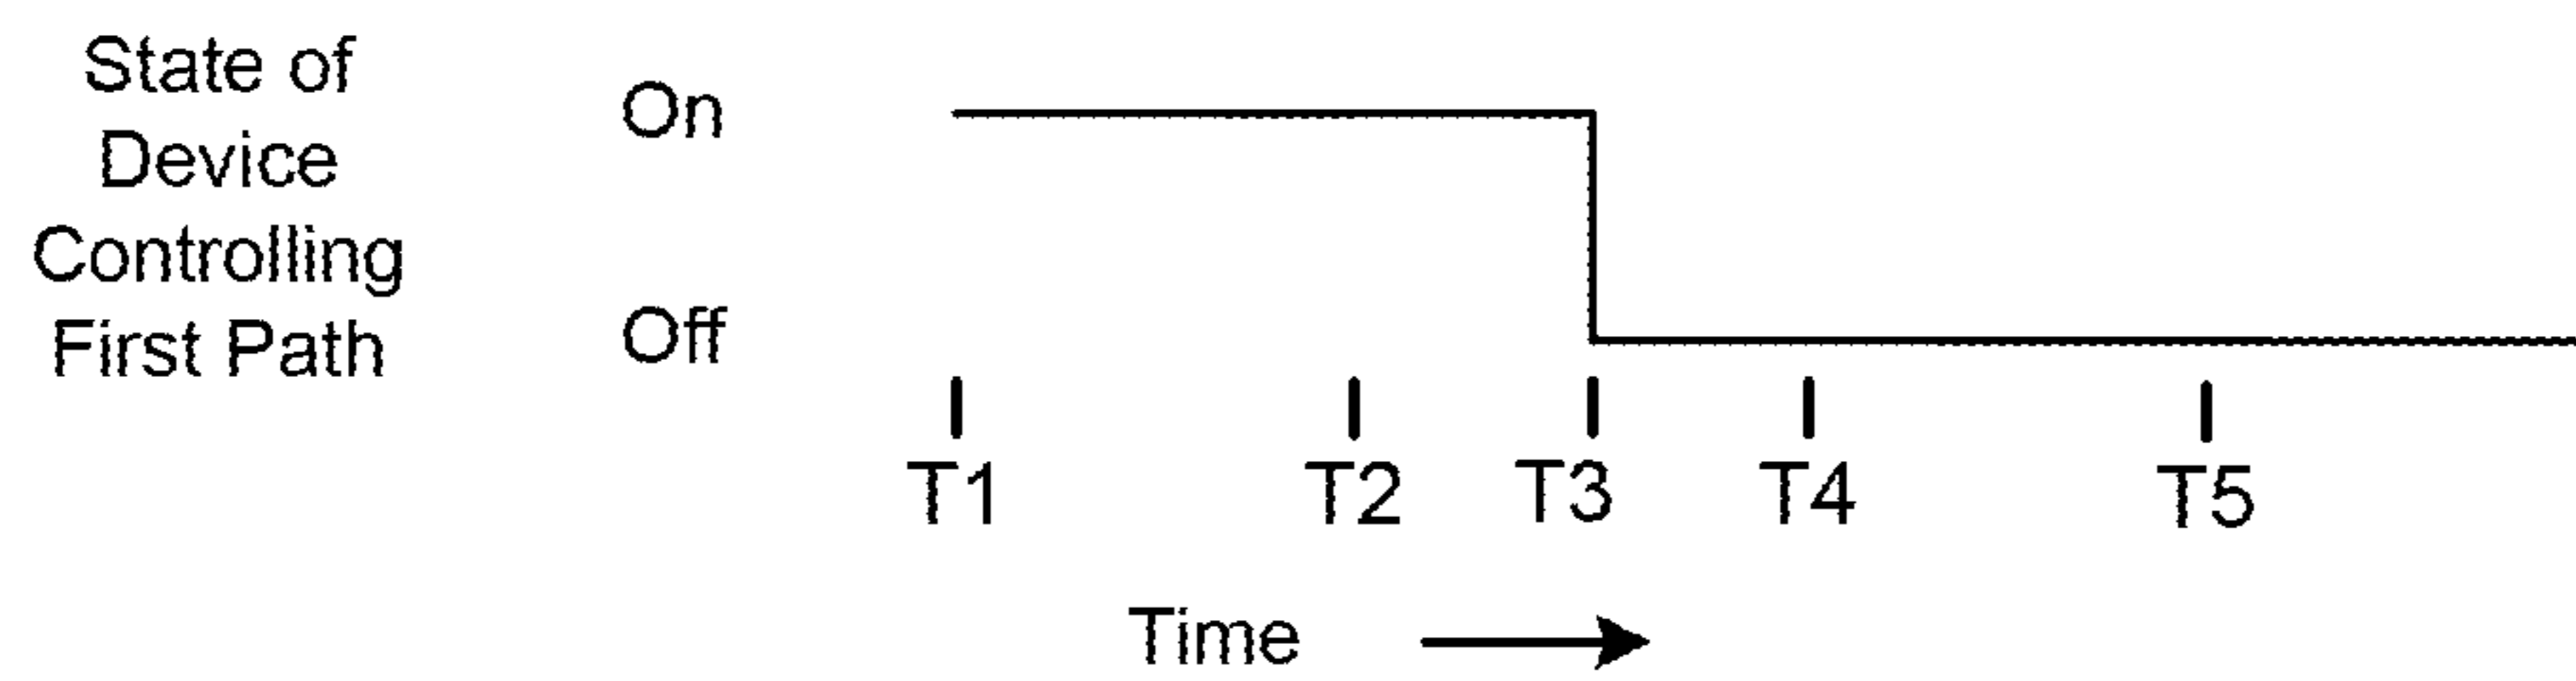 State of
Device
Controlling
First Path
On
Off
T1 T2 T3 T4 T5
Time